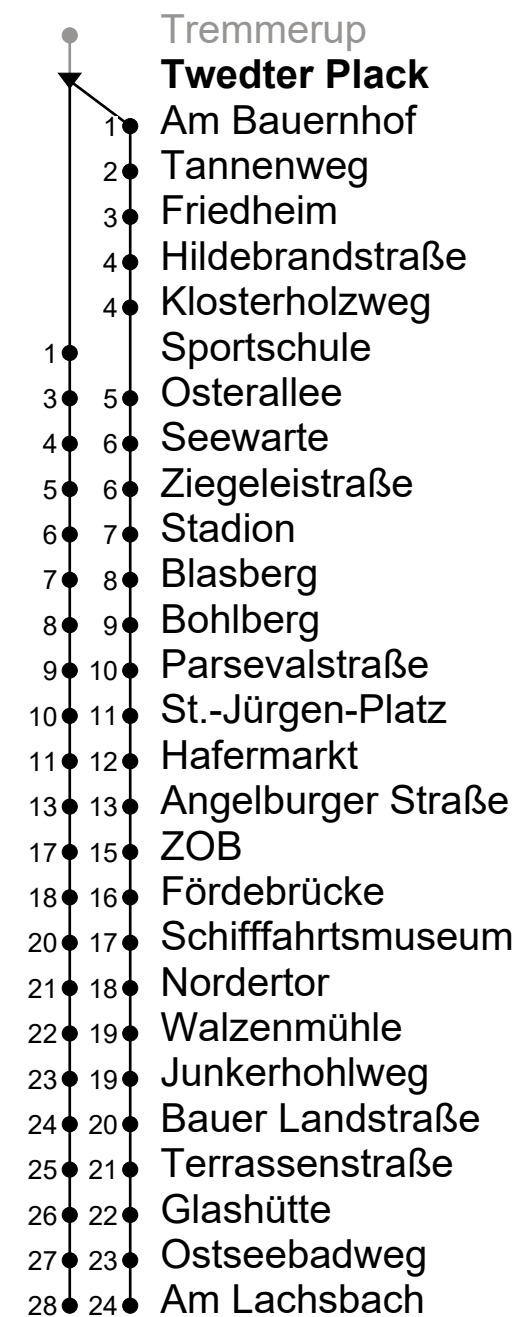 Tremmerup
Twedter Plack
1 Am Bauernhof
2 Tannenweg
3 Friedheim
4 Hildebrandstraße
4 Klosterholzweg
1 Sportschule
3 5 Osterallee
4 6 Seewarte
5 6 Ziegeleistraße
6 7 Stadion
7 8 Blasberg
8 9 Bohlberg
9 10 Parsevalstraße
10 11 St.-Jürgen-Platz
11 12 Hafermarkt
13 13 Angelburger Straße
17 15 ZOB
18 16 Fördebrücke
20 17 Schifffahrtsmuseum
21 18 Nordertor
22 19 Walzenmühle
23 19 Junkerhohlweg
24 20 Bauer Landstraße
25 21 Terrassenstraße
26 22 Glashütte
27 23 Ostseebadweg
28 24 Am Lachsbach